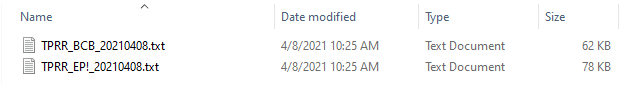 Name Date modified Type Size
TPRR_BCB_20210408.txt 4/8/2021 10:25 AM Text Document 62 KB
TPRR_EP!_20210408.txt 4/8/2021 10:25 AM Text Document 78 KB